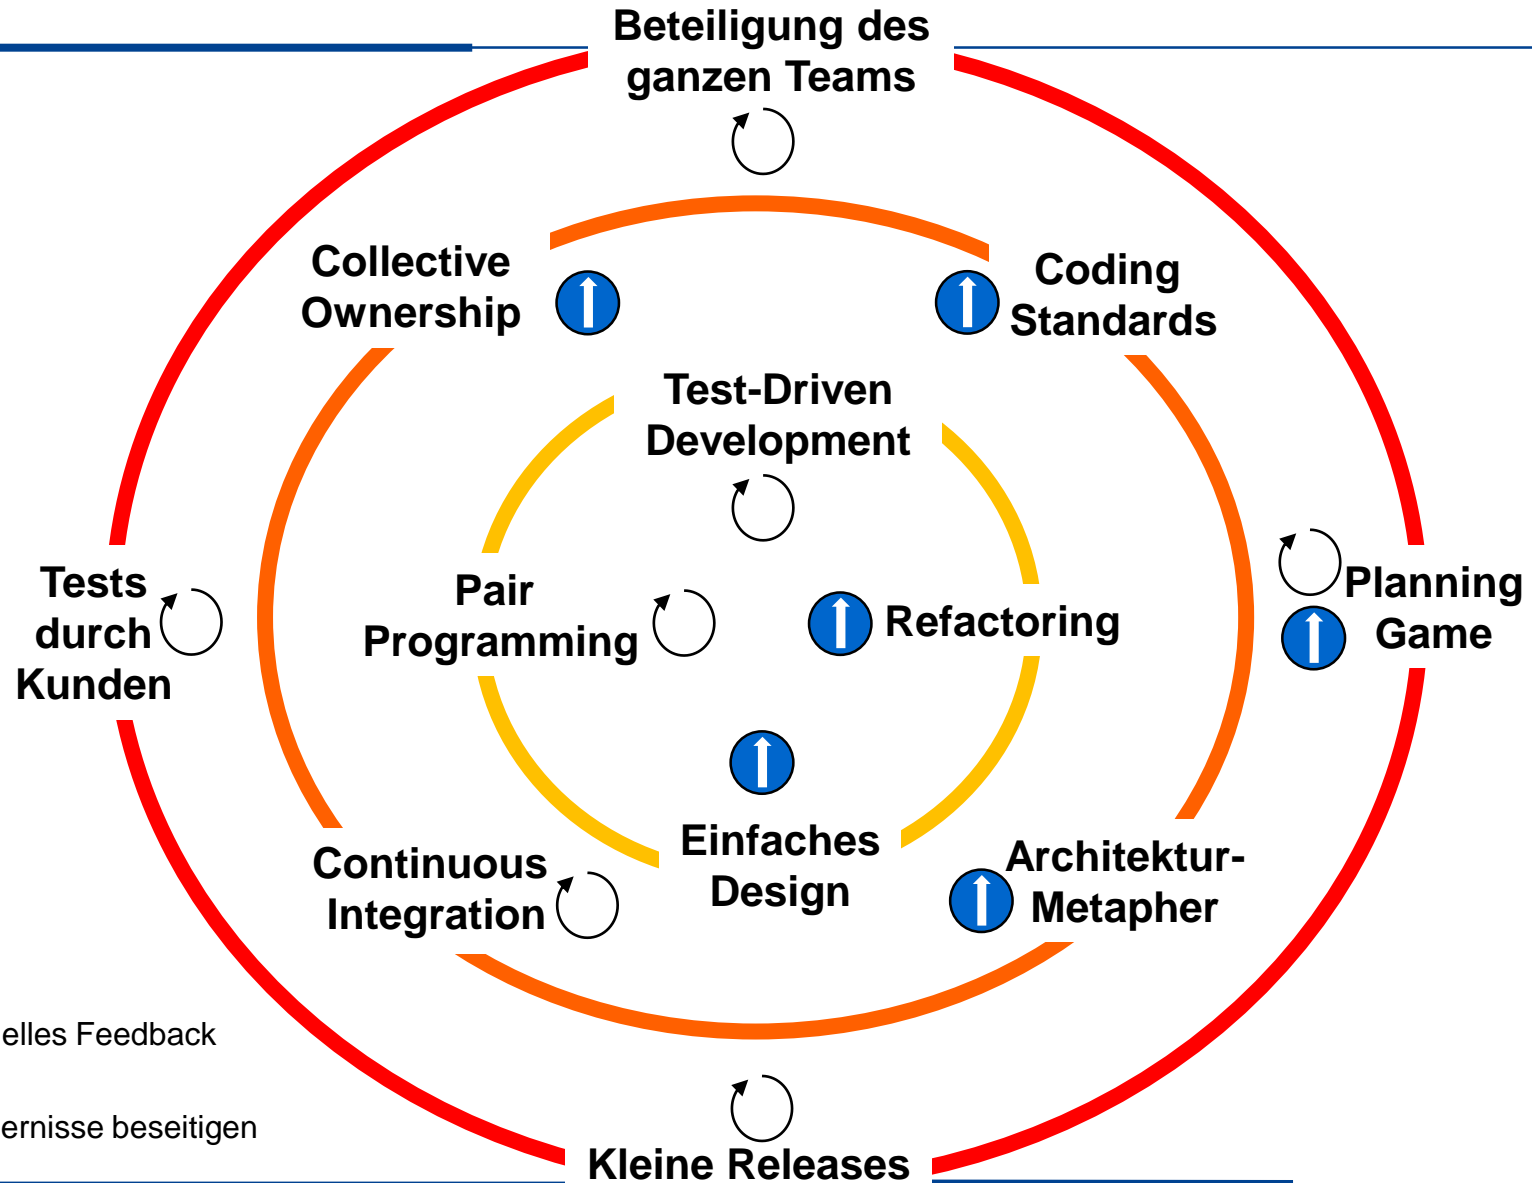 Beteiligung des
ganzen Teams
Collective
Ownership
Coding
Standards
Test-Driven
Development
Tests
durch
Kunden
Pair
Programming
Refactoring
Planning
Game
Einfaches
Design
Continuous
Integration
Architektur-
Metapher
elles Feedback
ernisse beseitigen
Kleine Releases